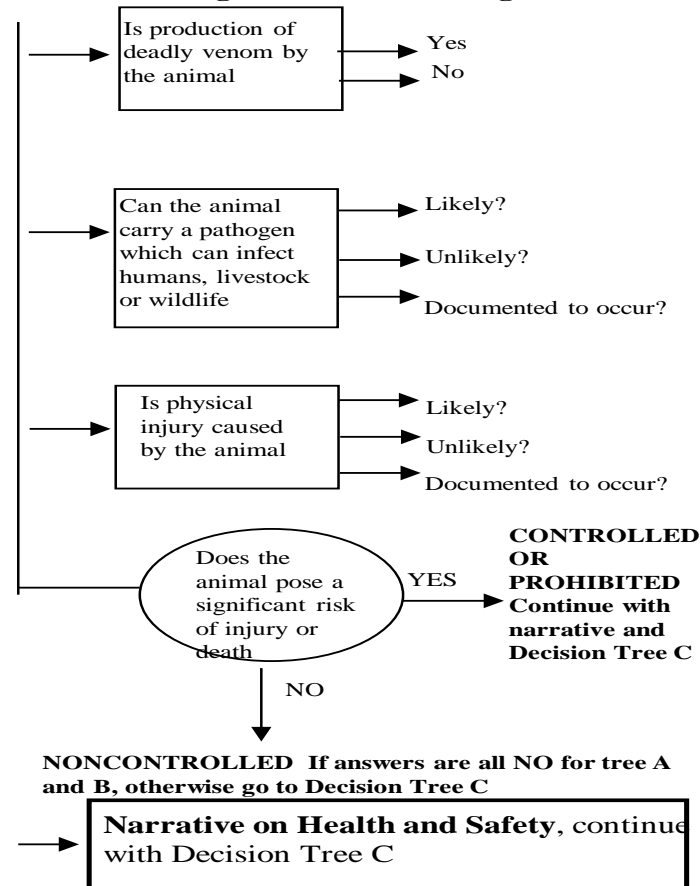 Is production of
deadly venom by
the animal
Yes
No
Can the animal
carry a pathogen
which can infect
humans, livestock
or wildlife
Likely?
Unlikely?
Documented to occur?
Is physical
injury caused
by the animal
Likely?
Unlikely?
Documented to occur?
Does the
animal pose a
significant risk
of injury or
death
YES
CONTROLLED
OR
PROHIBITED
Continue with
narrative and
Decision Tree C
NO
NONCONTROLLED If answers are all NO for tree A
and B, otherwise go to Decision Tree C
Narrative on Health and Safety, continue
with Decision Tree C